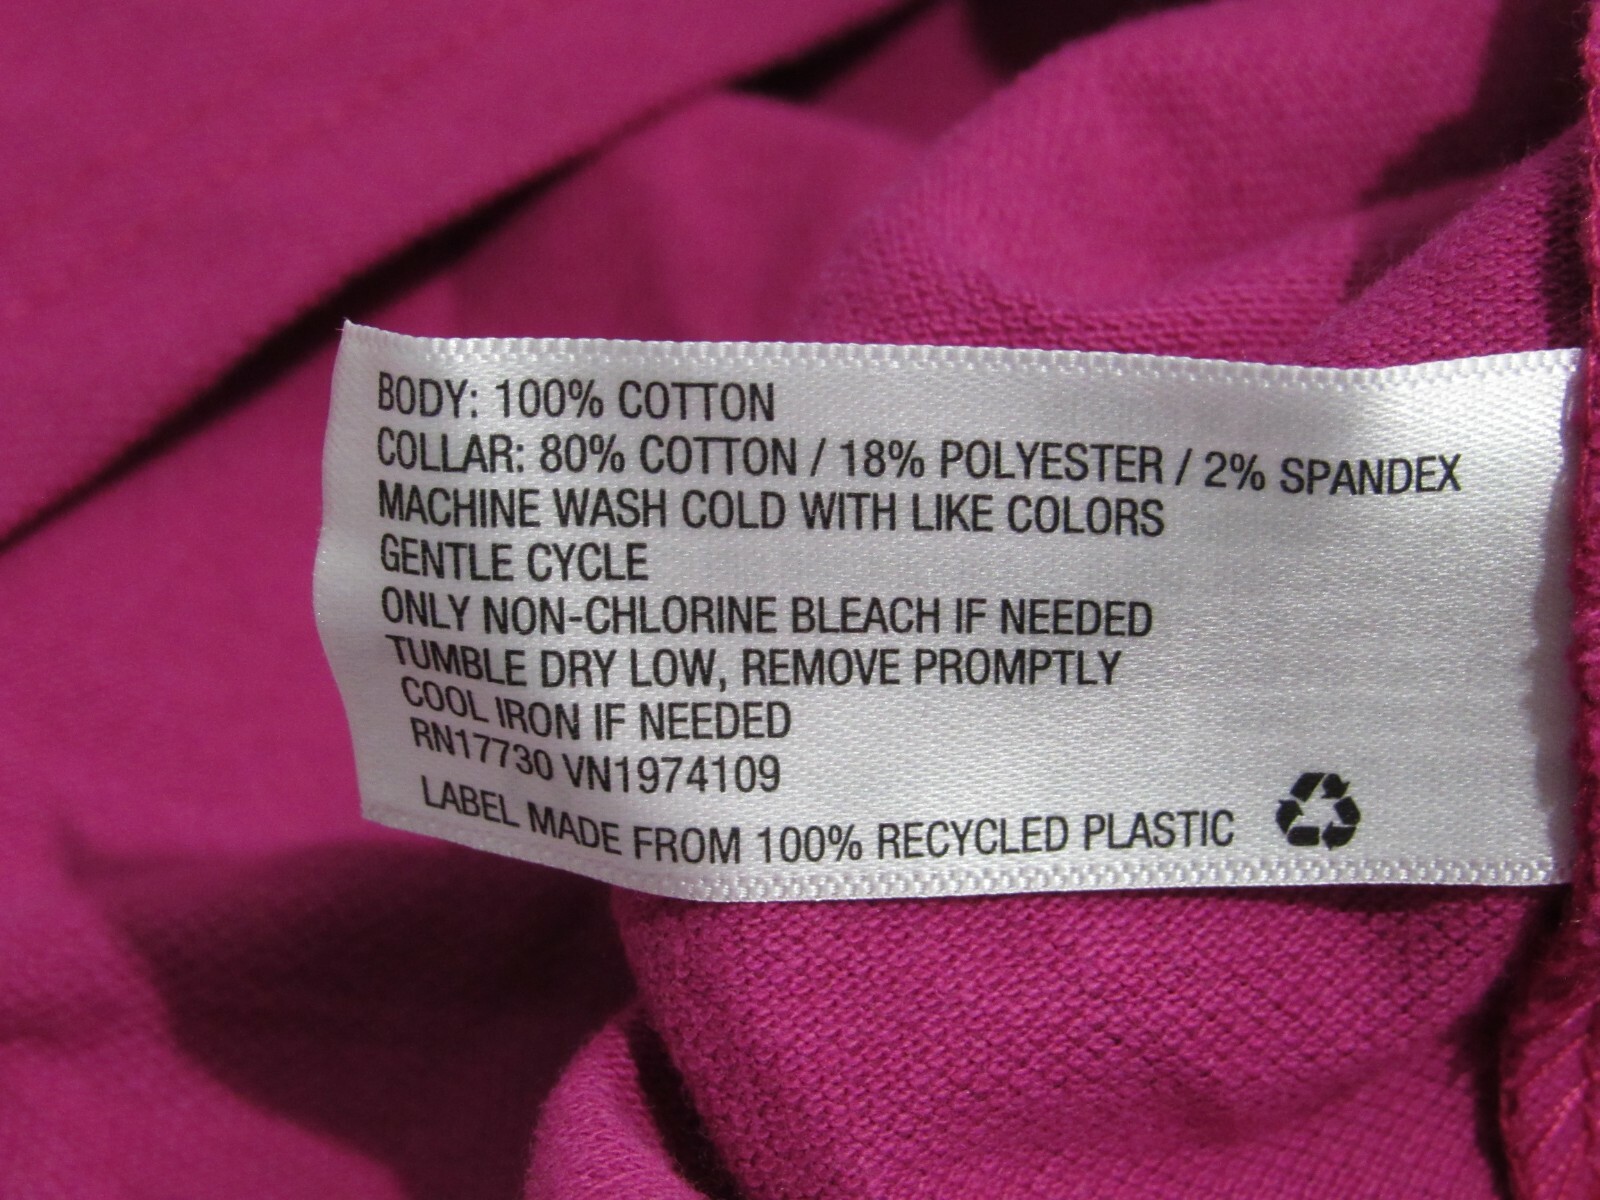 BODY: 100% COTTON
COLLAR: 80% COTTON / 18% POLYESTER / 2% SPANDEX
MACHINE WASH COLD WITH LIKE COLORS
GENTLE CYCLE
ONLY NON-CHLORINE BLEACH IF NEEDED
TUMBLE DRY LOW, REMOVE PROMPTLY
COOL IRON IF NEEDED
RN17730 VN1974109
LABEL MADE FROM 100% RECYCLED PLASTIC